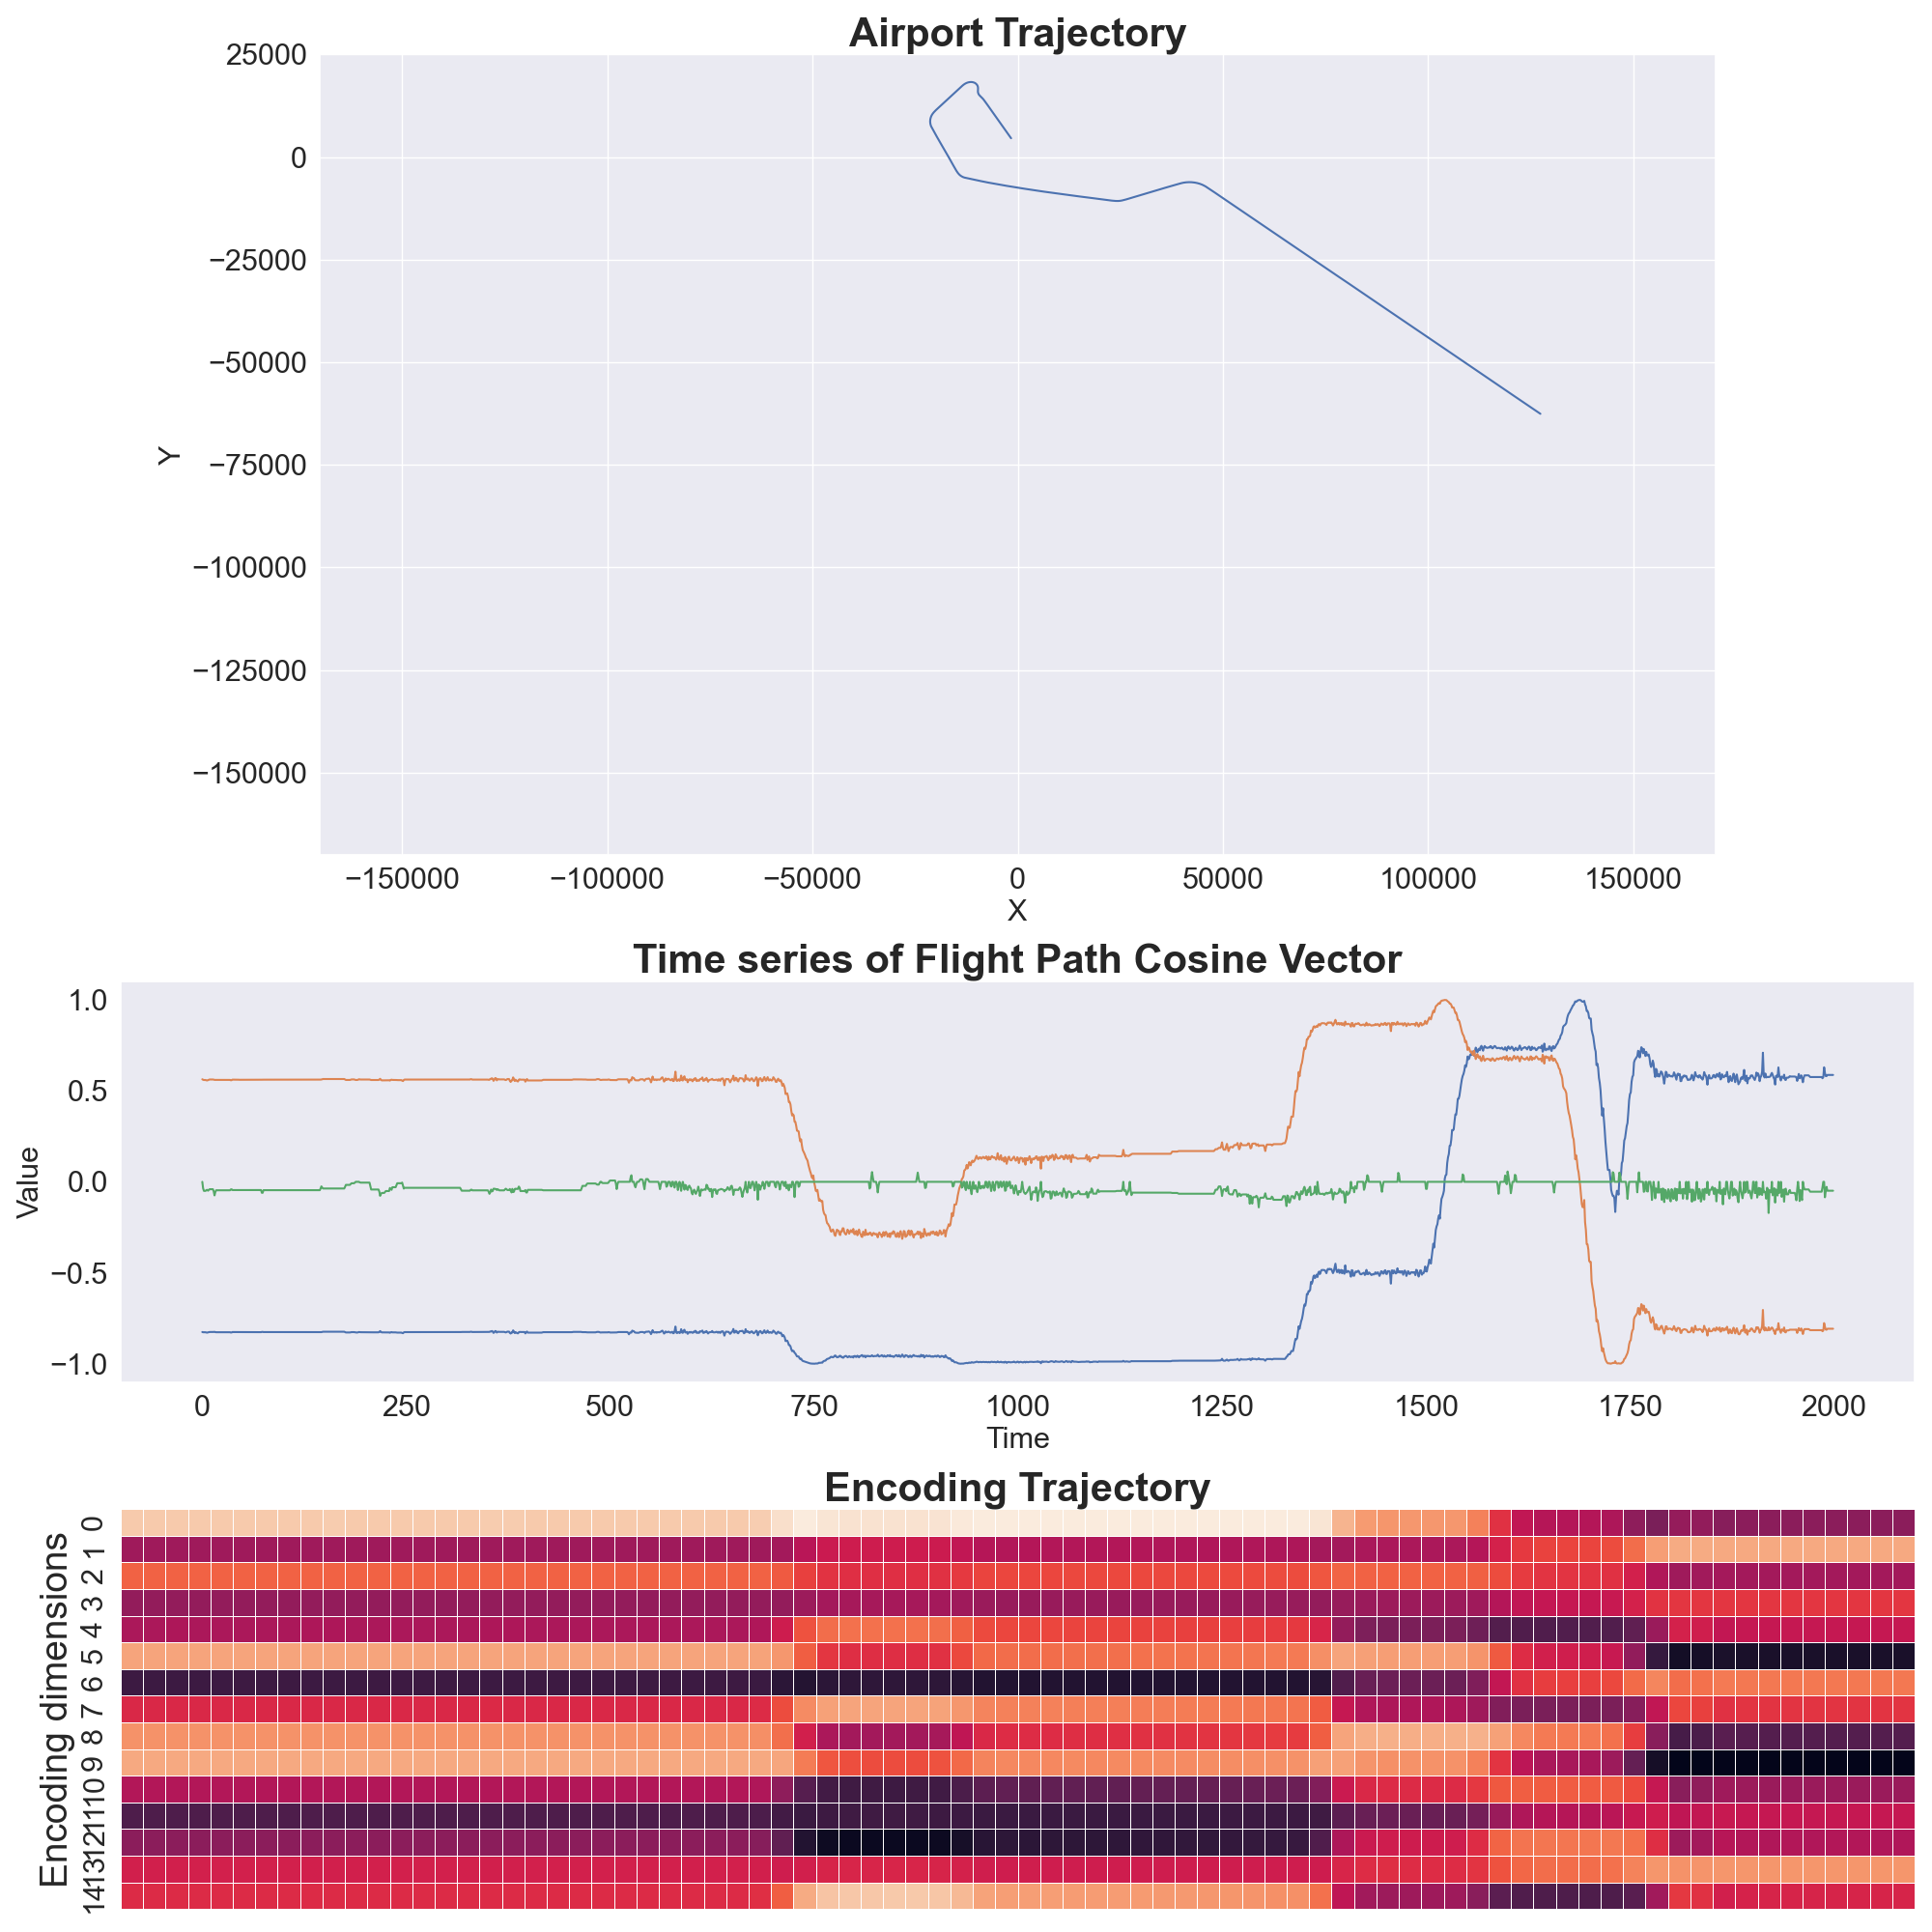 Airport Trajectory
25000
0
−25000
−50000
−75000
−100000
−125000
−150000
Y
−150000 −100000 −50000 0 50000 100000 150000
X
Time series of Flight Path Cosine Vector
1.0
0.5
0.0
−0.5
−1.0
Value
0 250 500 750 1000 1250 1500 1750 2000
Time
Encoding Trajectory
Encoding dimensions
0
1
2
3
4
5
6
7
8
9
10
11
12
13
14